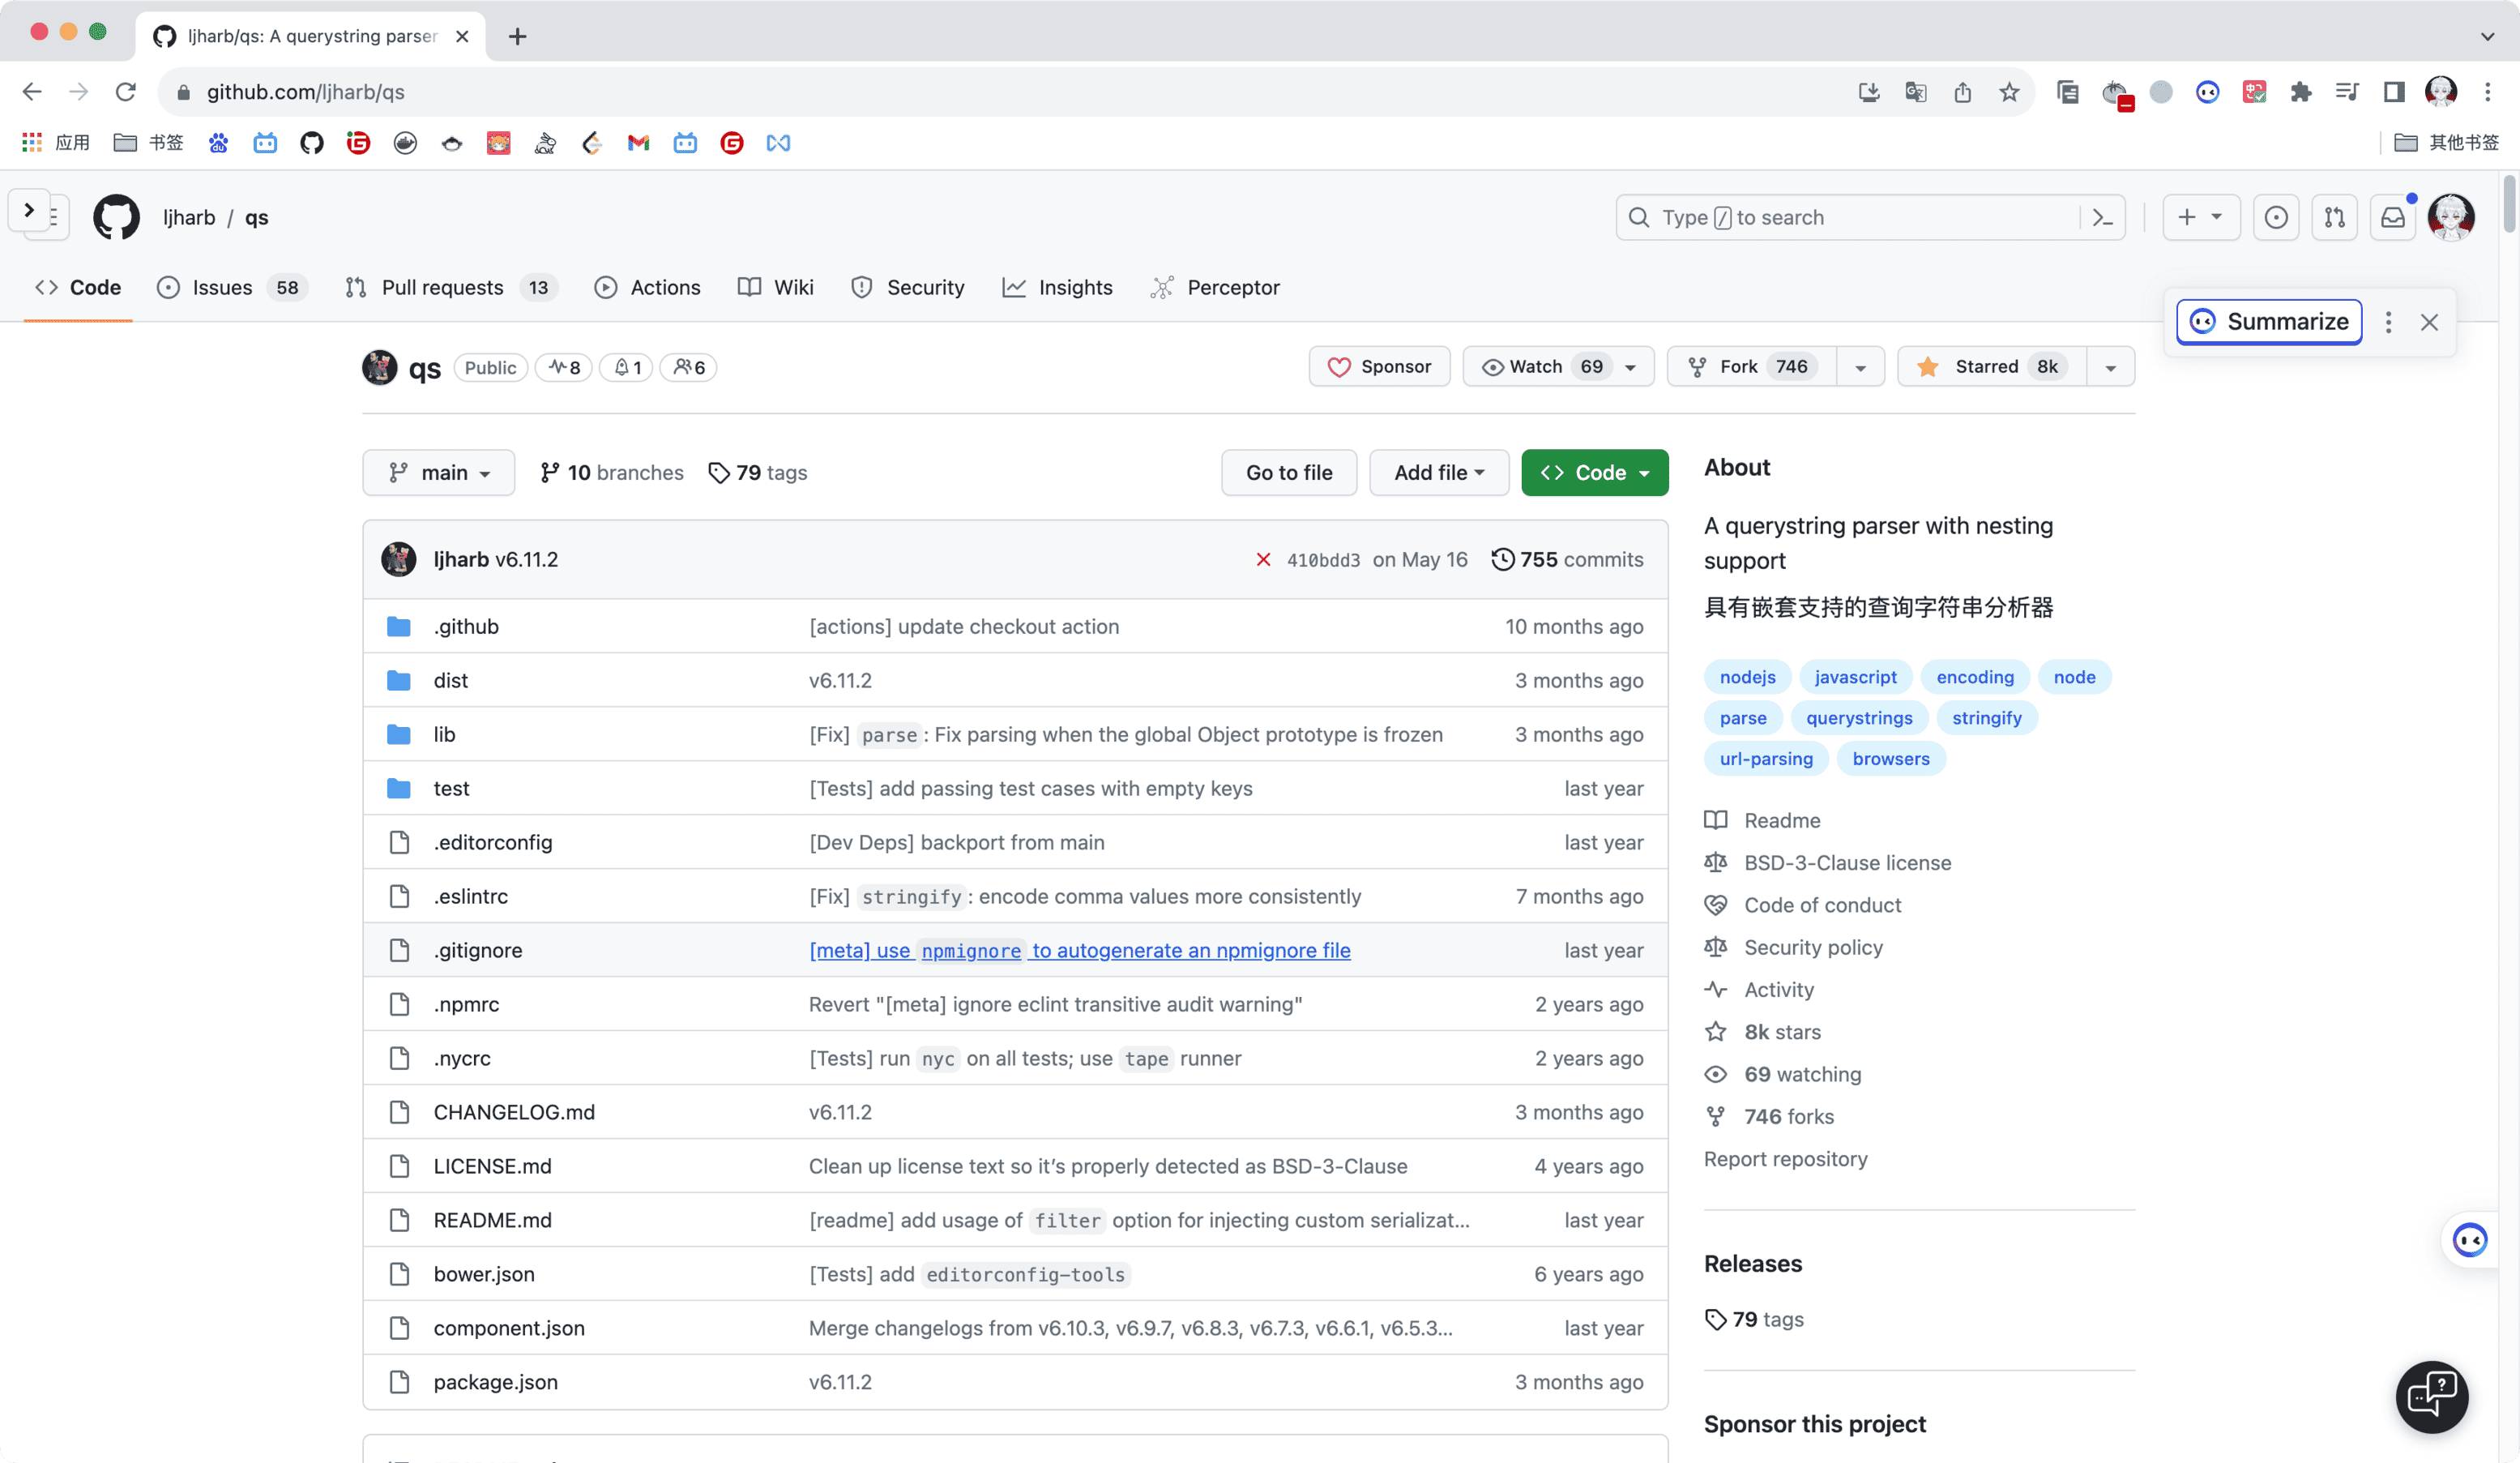 ljharb/qs: A querystring parser
github.com/ljharb/qs
应用 书签 其他书签
ljharb / qs
Type / to search
Code Issues 58 Pull requests 13 Actions Wiki Security Insights Perceptor
Summarize
qs Public 8 1 6 Sponsor Watch 69 Fork 746 Starred 8k
main 10 branches 79 tags Go to file Add file Code
ljharb v6.11.2 410bdd3 on May 16 755 commits
.github [actions] update checkout action 10 months ago
dist v6.11.2 3 months ago
lib [Fix] parse: Fix parsing when the global Object prototype is frozen 3 months ago
test [Tests] add passing test cases with empty keys last year
.editorconfig [Dev Deps] backport from main last year
.eslintrc [Fix] stringify: encode comma values more consistently 7 months ago
.gitignore [meta] use npmignore to autogenerate an npmignore file last year
.npmrc Revert "[meta] ignore eclint transitive audit warning" 2 years ago
.nycrc [Tests] run nyc on all tests; use tape runner 2 years ago
CHANGELOG.md v6.11.2 3 months ago
LICENSE.md Clean up license text so it’s properly detected as BSD-3-Clause 4 years ago
README.md [readme] add usage of filter option for injecting custom serializat... last year
bower.json [Tests] add editorconfig-tools 6 years ago
component.json Merge changelogs from v6.10.3, v6.9.7, v6.8.3, v6.7.3, v6.6.1, v6.5.3... last year
package.json v6.11.2 3 months ago
About
A querystring parser with nesting
support
具有嵌套支持的查询字符串分析器
nodejs javascript encoding node
parse querystrings stringify
url-parsing browsers
Readme
BSD-3-Clause license
Code of conduct
Security policy
Activity
8k stars
69 watching
746 forks
Report repository
Releases
79 tags
Sponsor this project